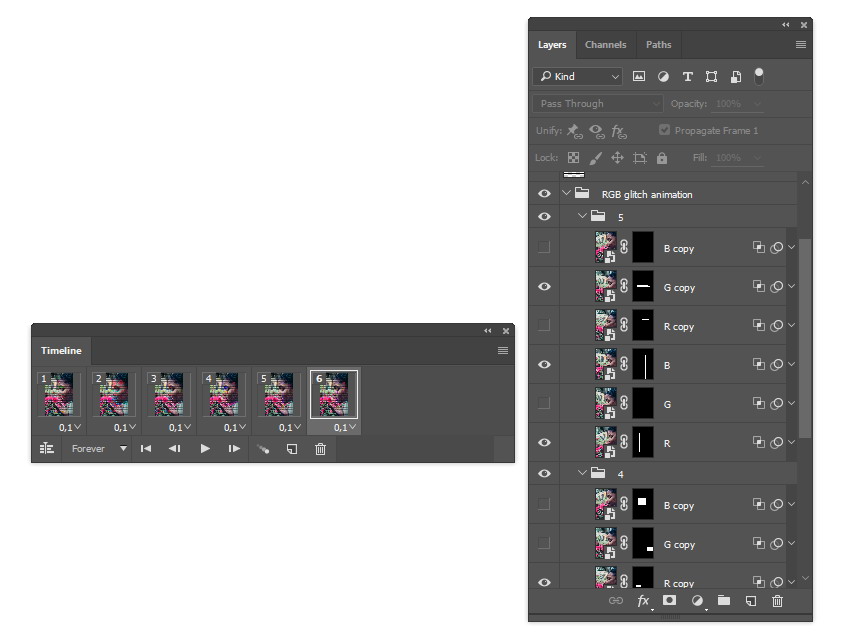 Timeline
1 2 3 4 5 6
0,1 0,1 0,1 0,1 0,1 0,1
Forever
Layers Channels Paths
Kind
Pass Through Opacity: 100%
Unify: Propagate Frame 1
Lock: Fill: 100%
RGB glitch animation
5
B copy
G copy
R copy
B
G
R
4
B copy
G copy
R copy
fx